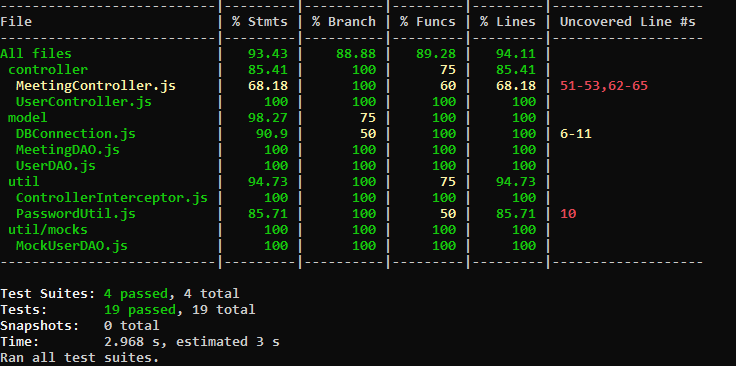 ----------------------------|---------|----------|---------|---------|-------------------
File                        | % Stmts | % Branch | % Funcs | % Lines | Uncovered Line #s
----------------------------|---------|----------|---------|---------|-------------------
All files                   |   93.43 |    88.88 |   89.28 |   94.11 |
 controller                 |   85.41 |      100 |      75 |   85.41 |
  MeetingController.js      |   68.18 |      100 |      60 |   68.18 | 51-53,62-65
  UserController.js         |     100 |      100 |     100 |     100 |
 model                      |   98.27 |       75 |     100 |     100 |
  DBConnection.js           |    90.9 |       50 |     100 |     100 | 6-11
  MeetingDAO.js             |     100 |      100 |     100 |     100 |
  UserDAO.js                |     100 |      100 |     100 |     100 |
 util                       |   94.73 |      100 |      75 |   94.73 |
  ControllerInterceptor.js  |     100 |      100 |     100 |     100 |
  PasswordUtil.js           |   85.71 |      100 |      50 |   85.71 | 10
 util/mocks                 |     100 |      100 |     100 |     100 |
  MockUserDAO.js            |     100 |      100 |     100 |     100 |
----------------------------|---------|----------|---------|---------|-------------------
Test Suites: 4 passed, 4 total
Tests:       19 passed, 19 total
Snapshots:   0 total
Time:        2.968 s, estimated 3 s
Ran all test suites.